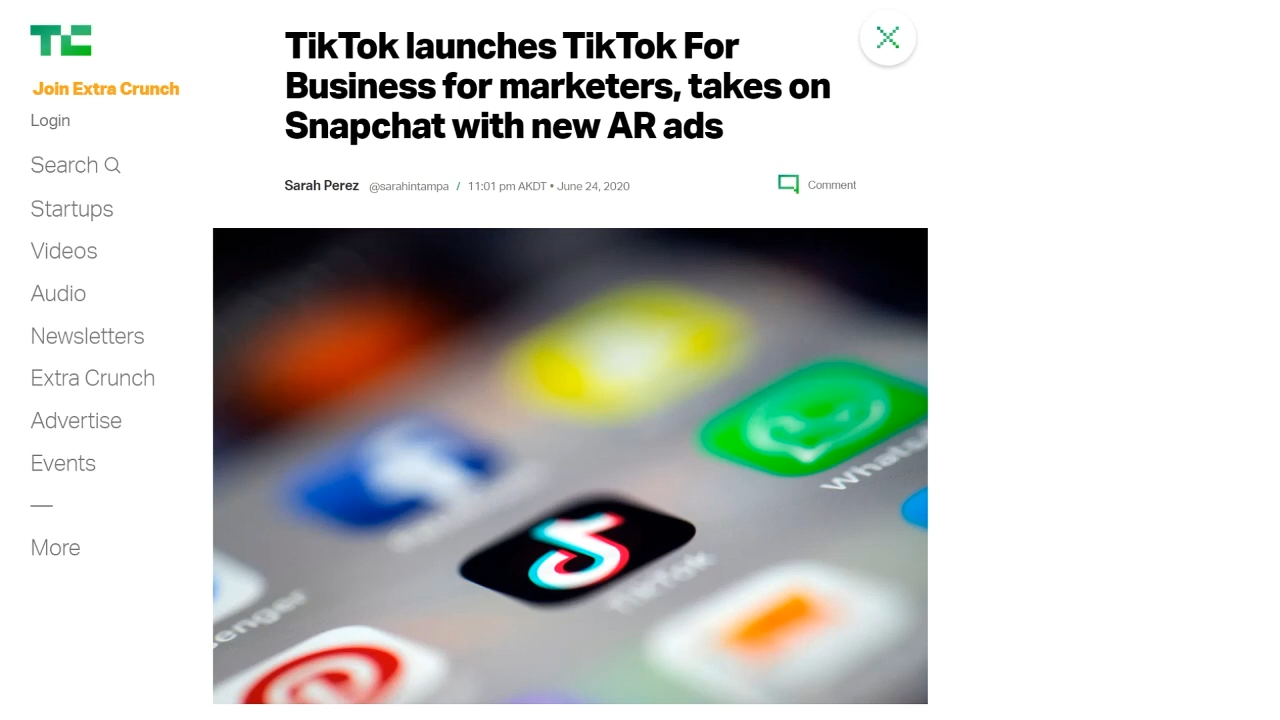 TC
Join Extra Crunch
Login
Search
Startups
Videos
Audio
Newsletters
Extra Crunch
Advertise
Events
More
TikTok launches TikTok For
Business for marketers, takes on
Snapchat with new AR ads
Sarah Perez @sarahintampa / 11:01 pm AKDT • June 24, 2020
Comment
WhatsA
TikTok
enger